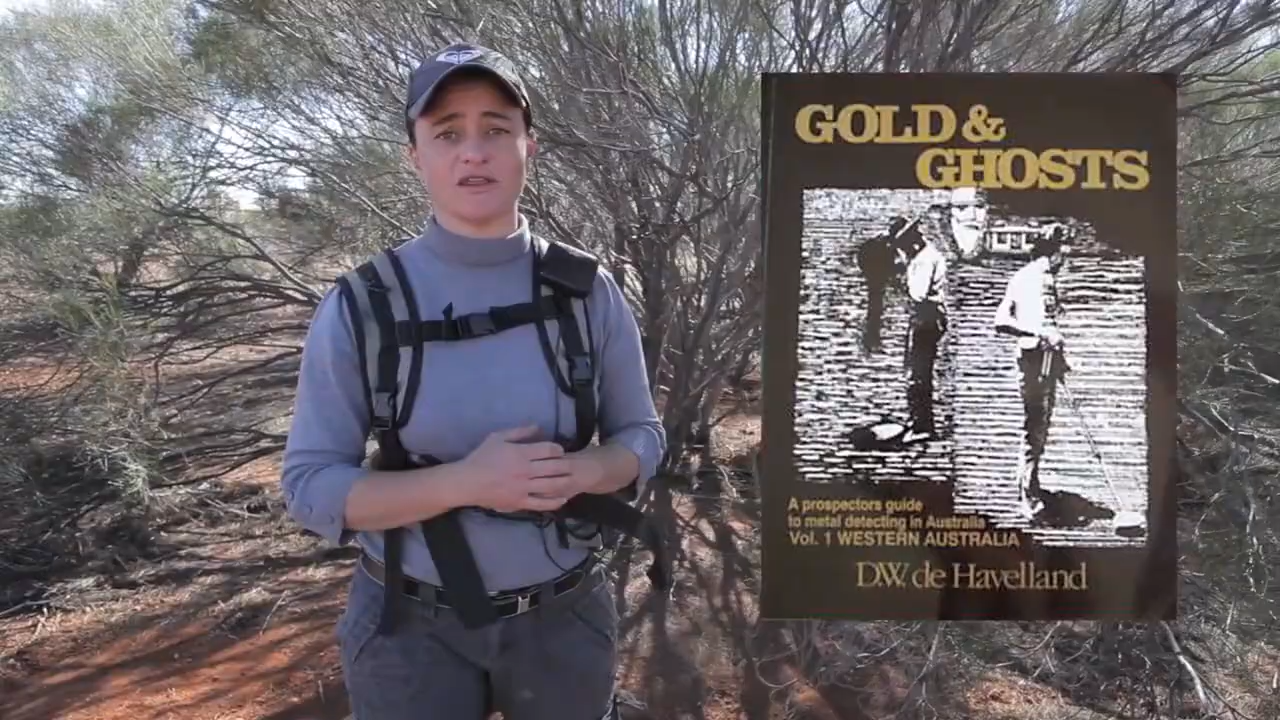 GOLD &
GHOSTS
A prospectors guide
to metal detecting in Australia
Vol. 1 WESTERN AUSTRALIA
D.W. de Havelland